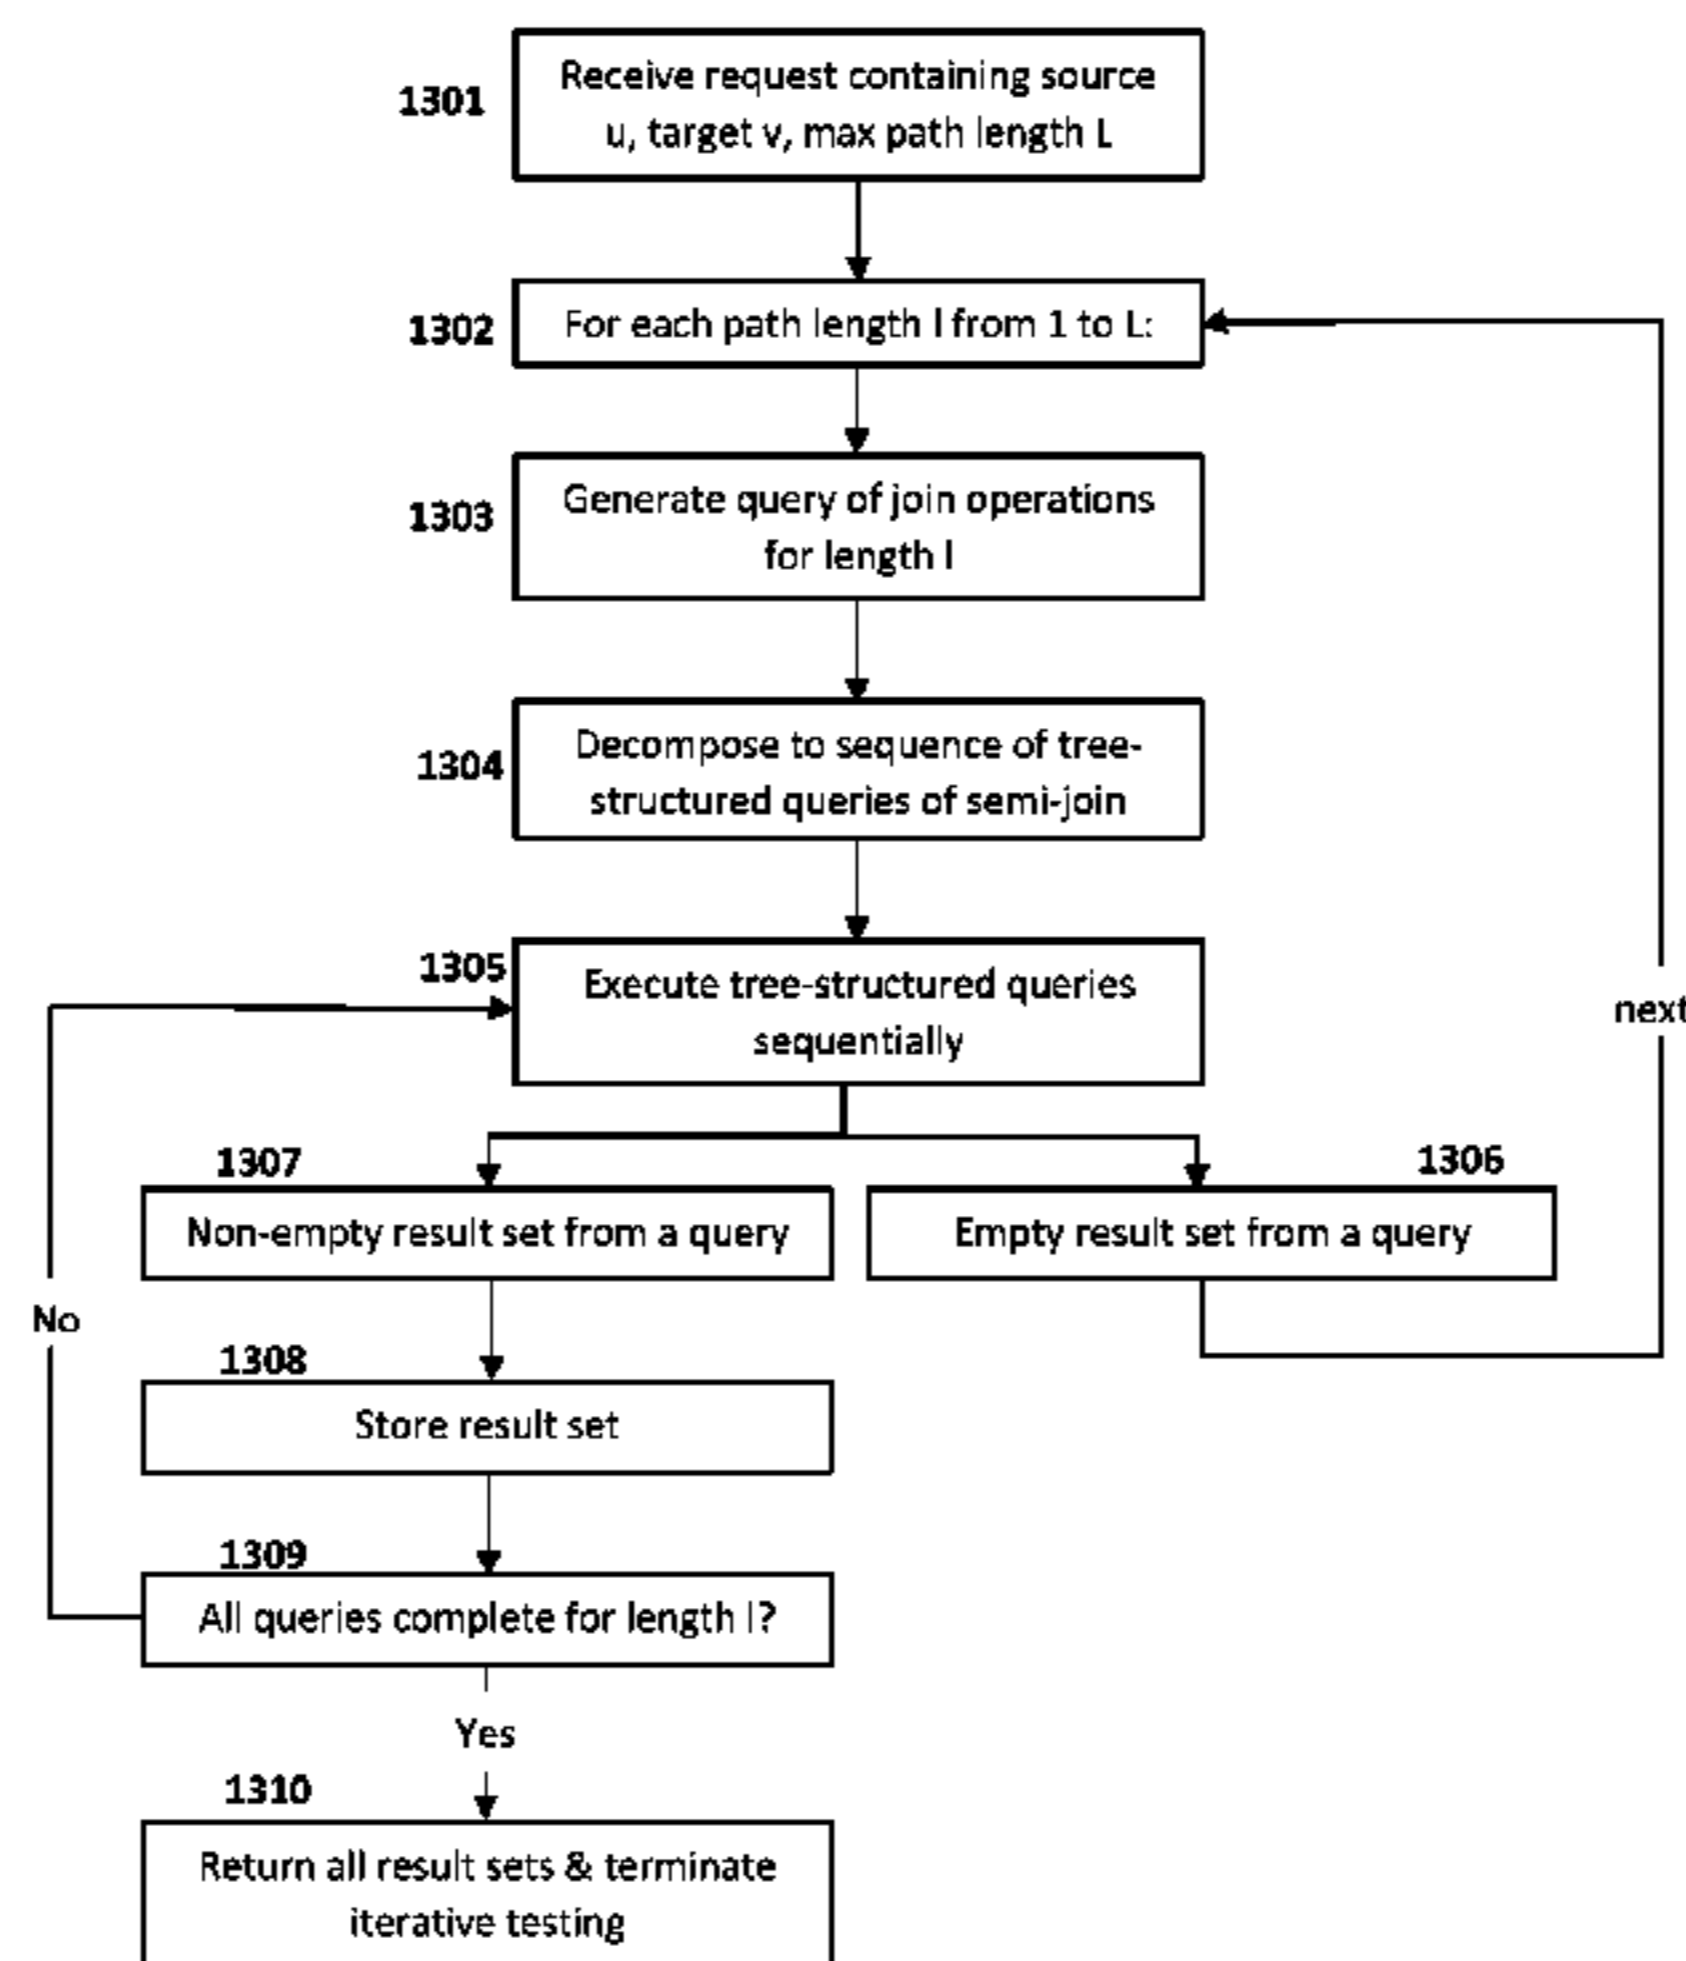 1301
Receive request containing source
u, target v, max path length L
1302
For each path length l from 1 to L:
1303
Generate query of join operations
for length l
1304
Decompose to sequence of tree-
structured queries of semi-join
1305
Execute tree-structured queries
sequentially
next
1307
1306
Non-empty result set from a query
Empty result set from a query
No
1308
Store result set
1309
All queries complete for length l?
Yes
1310
Return all result sets & terminate
iterative testing